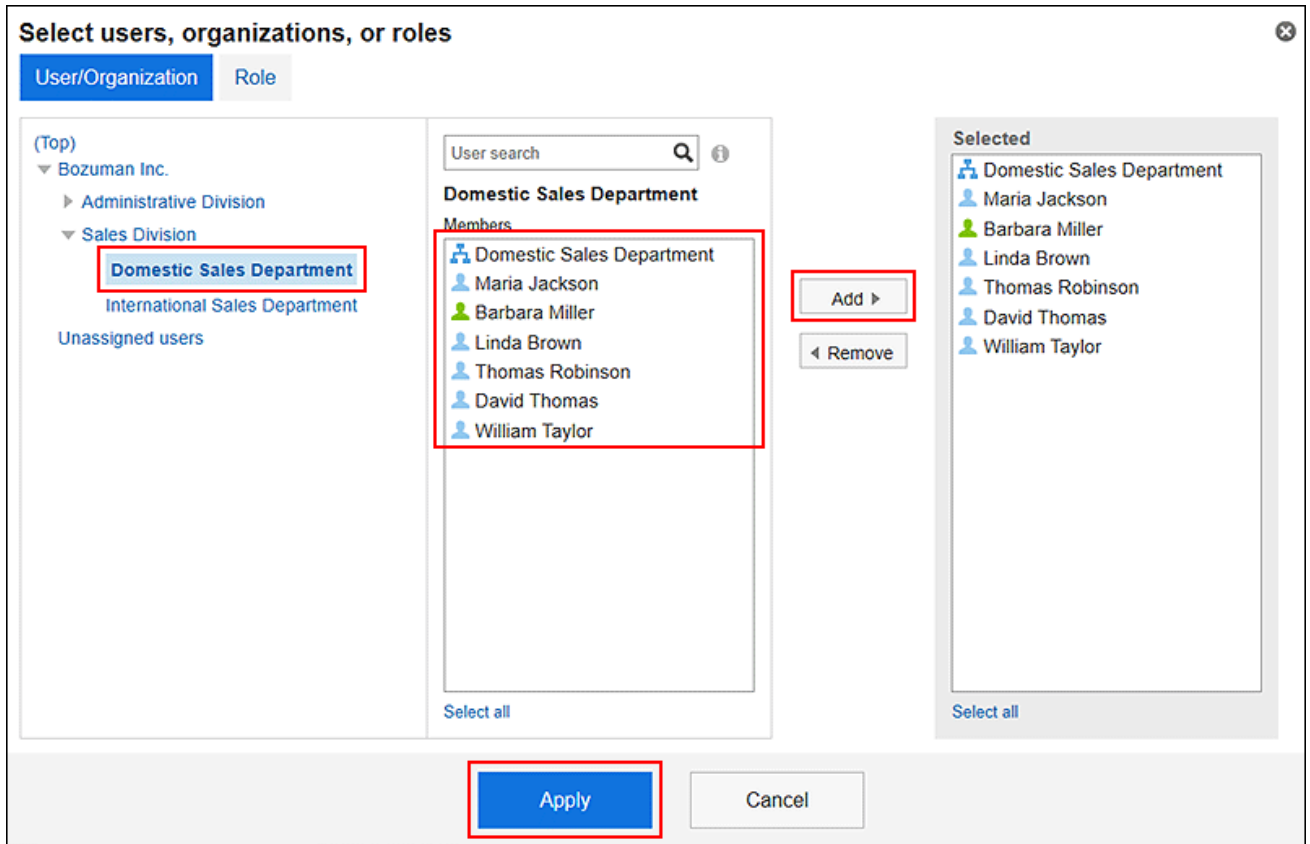 Select users, organizations, or roles
User/Organization
Role
(Top)
Bozuman Inc.
Administrative Division
Sales Division
Domestic Sales Department
International Sales Department
Unassigned users
User search
Domestic Sales Department
Members
Domestic Sales Department
Maria Jackson
Barbara Miller
Linda Brown
Thomas Robinson
David Thomas
William Taylor
Select all
Add
Remove
Selected
Domestic Sales Department
Maria Jackson
Barbara Miller
Linda Brown
Thomas Robinson
David Thomas
William Taylor
Select all
Apply
Cancel